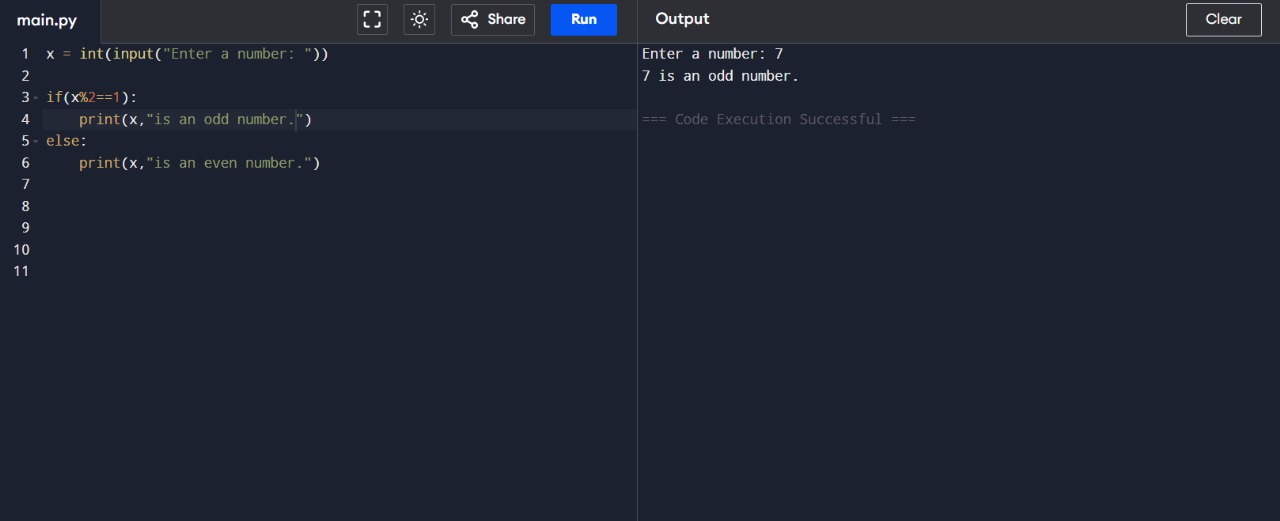 main.py
Share
Run
Output
Clear
1 x = int(input("Enter a number: "))
2
3 if(x%2==1):
4     print(x,"is an odd number.")
5 else:
6     print(x,"is an even number.")
7
8
9
10
11
Enter a number: 7
7 is an odd number.
=== Code Execution Successful ===